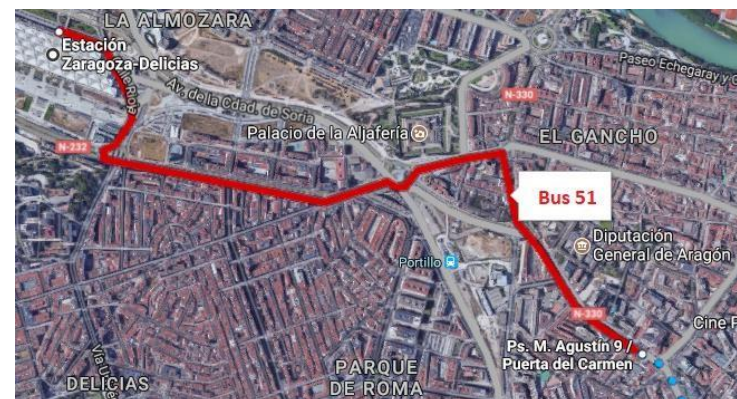 LA ALMOZARA
Estación
Zaragoza-Delicias
Av. de la Cdad. de Soria
Paseo Echegaray y C
N-330
N-232
Palacio de la Aljafería
EL GANCHO
Bus 51
Diputación
General de Aragón
Portillo
N-330
Cine
Ps. M. Agustín 9 /
Puerta del Carmen
PARQUE
DE ROMA
DELICIAS